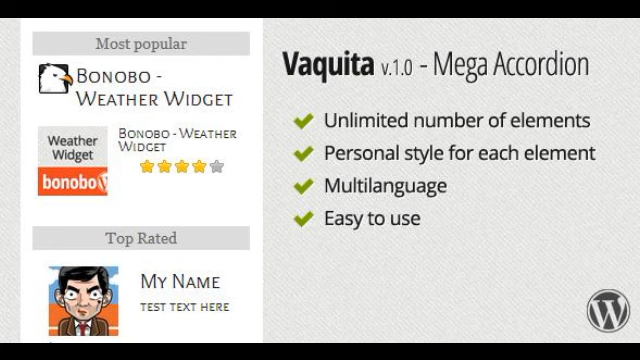 Most popular
Bonobo -
Weather Widget
Weather
Widget
bonobo
Bonobo - Weather
Widget
Top Rated
My Name
test text here
Vaquita v.1.0 - Mega Accordion
Unlimited number of elements
Personal style for each element
Multilanguage
Easy to use